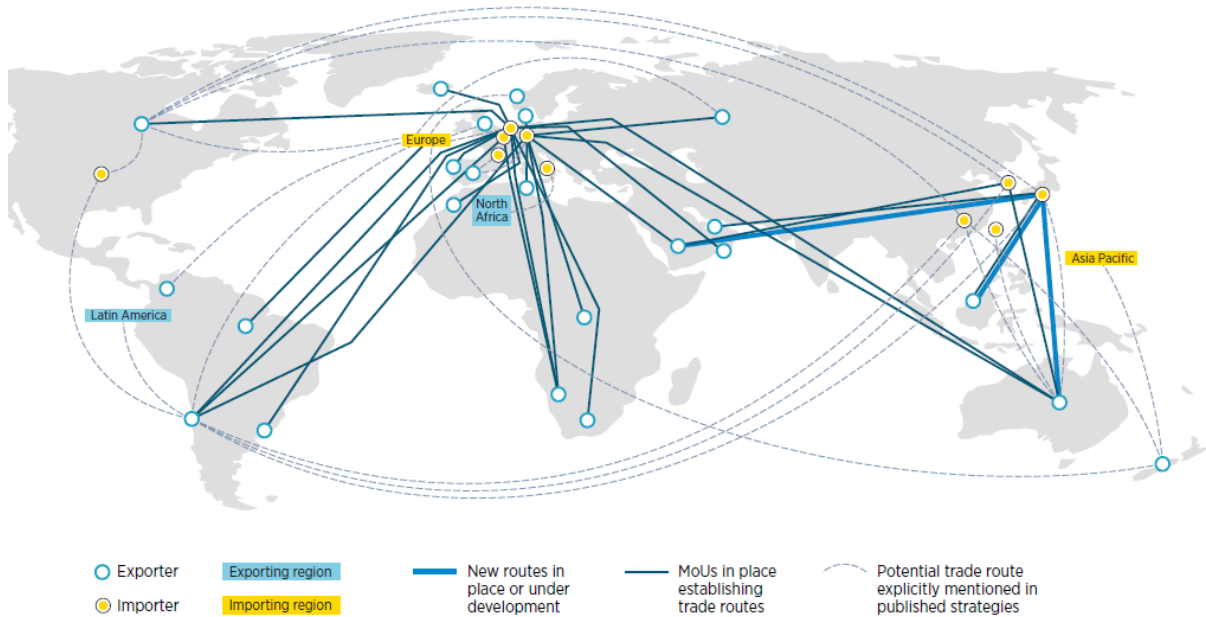 Europe
North
Africa
Asia Pacific
Latin America
Exporter
Exporting region
New routes in
place or under
development
MoUs in place
establishing
trade routes
Potential trade route
explicitly mentioned in
published strategies
Importer
Importing region